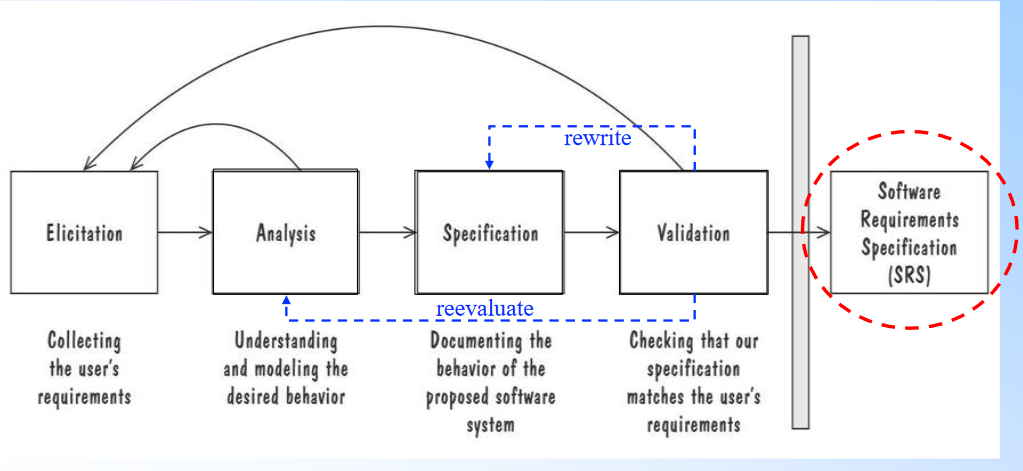 rewrite
Elicitation
Analysis
Specification
Validation
Software
Requirements
Specification
(SRS)
reevaluate
Collecting
the user's
requirements
Understanding
and modeling the
desired behavior
Documenting the
behavior of the
proposed software
system
Checking that our
specification
matches the user's
requirements